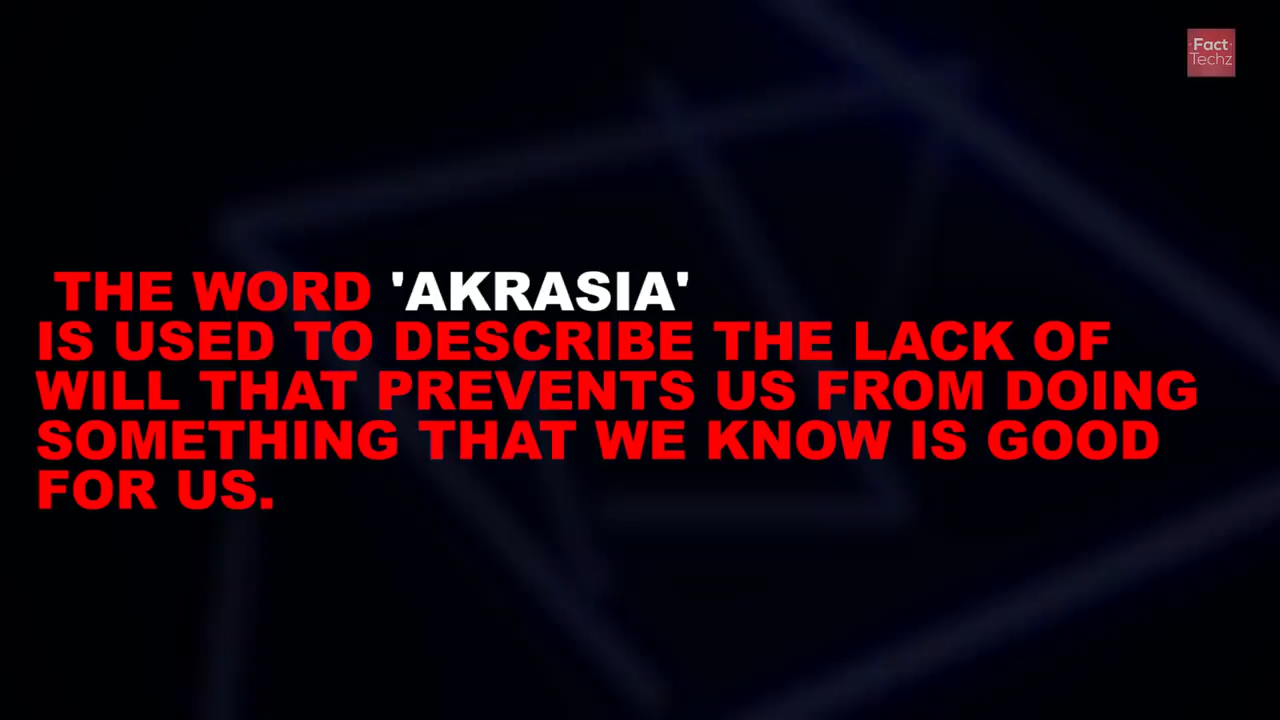 Fact
Techz
THE WORD 'AKRASIA'
IS USED TO DESCRIBE THE LACK OF
WILL THAT PREVENTS US FROM DOING
SOMETHING THAT WE KNOW IS GOOD
FOR US.